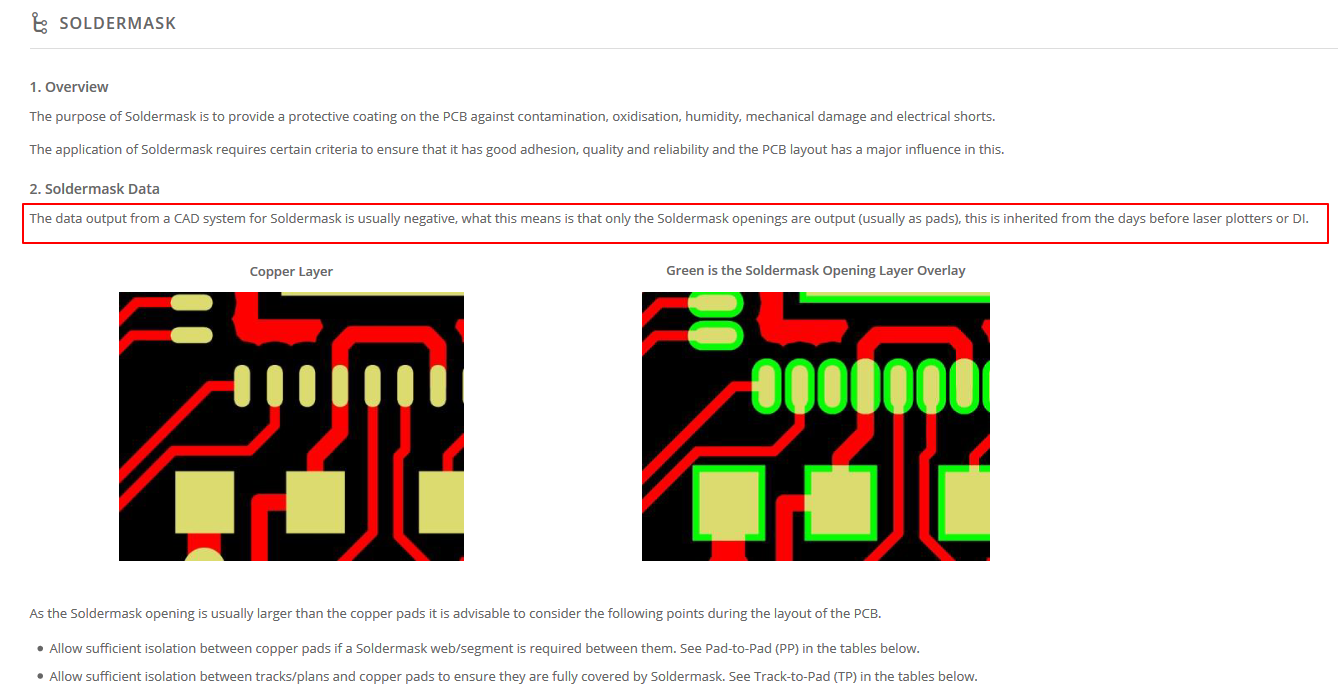 SOLDERMASK
1. Overview
The purpose of Soldermask is to provide a protective coating on the PCB against contamination, oxidisation, humidity, mechanical damage and electrical shorts.
The application of Soldermask requires certain criteria to ensure that it has good adhesion, quality and reliability and the PCB layout has a major influence in this.
2. Soldermask Data
The data output from a CAD system for Soldermask is usually negative, what this means is that only the Soldermask openings are output (usually as pads), this is inherited from the days before laser plotters or DI.
Copper Layer
Green is the Soldermask Opening Layer Overlay
As the Soldermask opening is usually larger than the copper pads it is advisable to consider the following points during the layout of the PCB.
• Allow sufficient isolation between copper pads if a Soldermask web/segment is required between them. See Pad-to-Pad (PP) in the tables below.
• Allow sufficient isolation between tracks/plans and copper pads to ensure they are fully covered by Soldermask. See Track-to-Pad (TP) in the tables below.